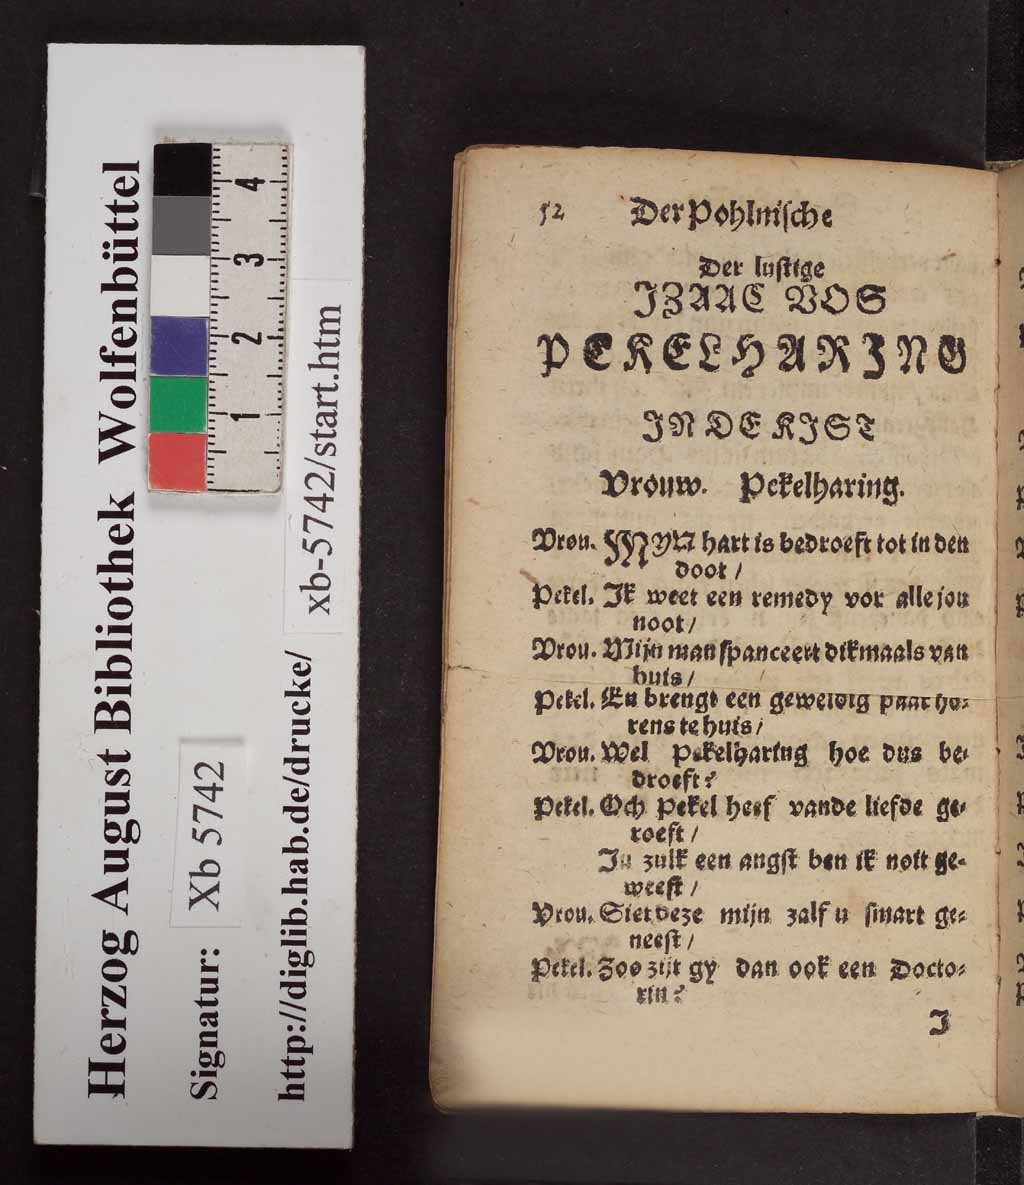 Herzog August Bibliothek Wolfenbüttel
Signatur: Xb 5742
http://diglib.hab.de/drucke/ xb-5742/start.htm
1 2 3 4
52 Der Pohlnische
Der lustige
IZAAC VOS
PEKELHARING
IN DE KIST
Vrouw. Pekelharing.
Vrou. MYN hart is bedroeft tot in den
doot /
Pekel. Ik weet een remedy vor alle jou
noot /
Vrou. Mijn man spanceert dikmaals van
huis /
Pekel. En brengt een geweldig paar ho-
rens te huis /
Vrou. Wel Pekelharing hoe dus be-
droeft?
Pekel. Och Pekel heef vande liefde ge-
roeft /
In zulk een angst ben ik noit ge-
weest /
Vrou. Siet deze mijn zalf u smart ge-
neest /
Pekel. Zoo zijt gy dan ook een Docto-
rin?
J